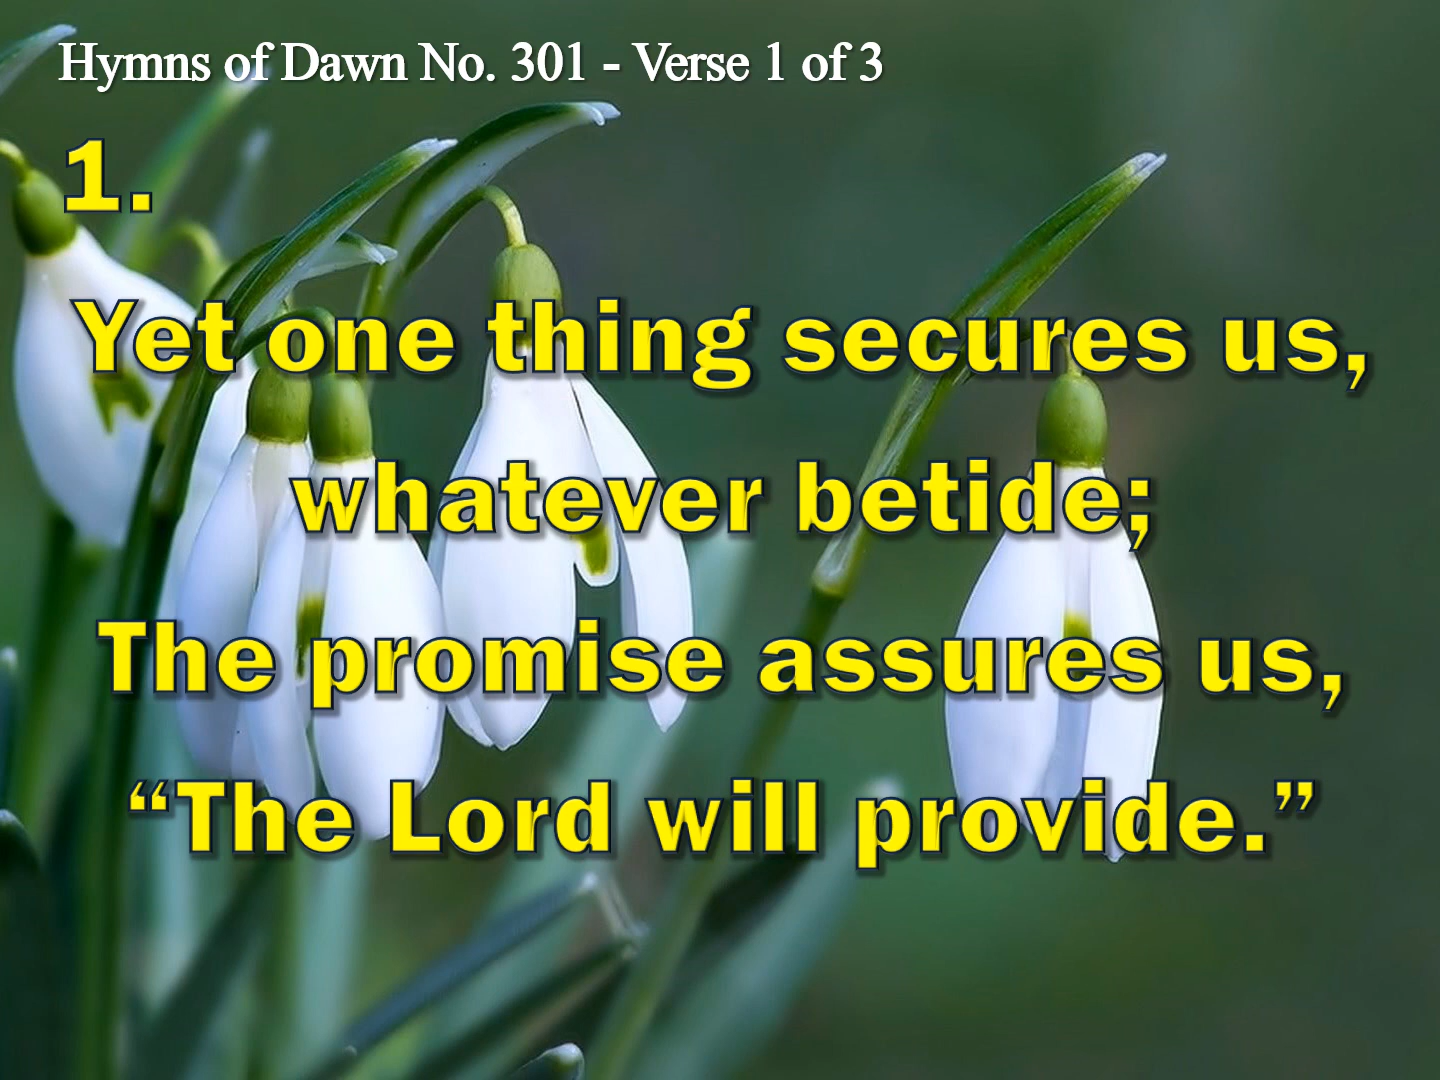 Hymns of Dawn No. 301 - Verse 1 of 3
1.
Yet one thing secures us,
whatever betide;
The promise assures us,
“The Lord will provide.”